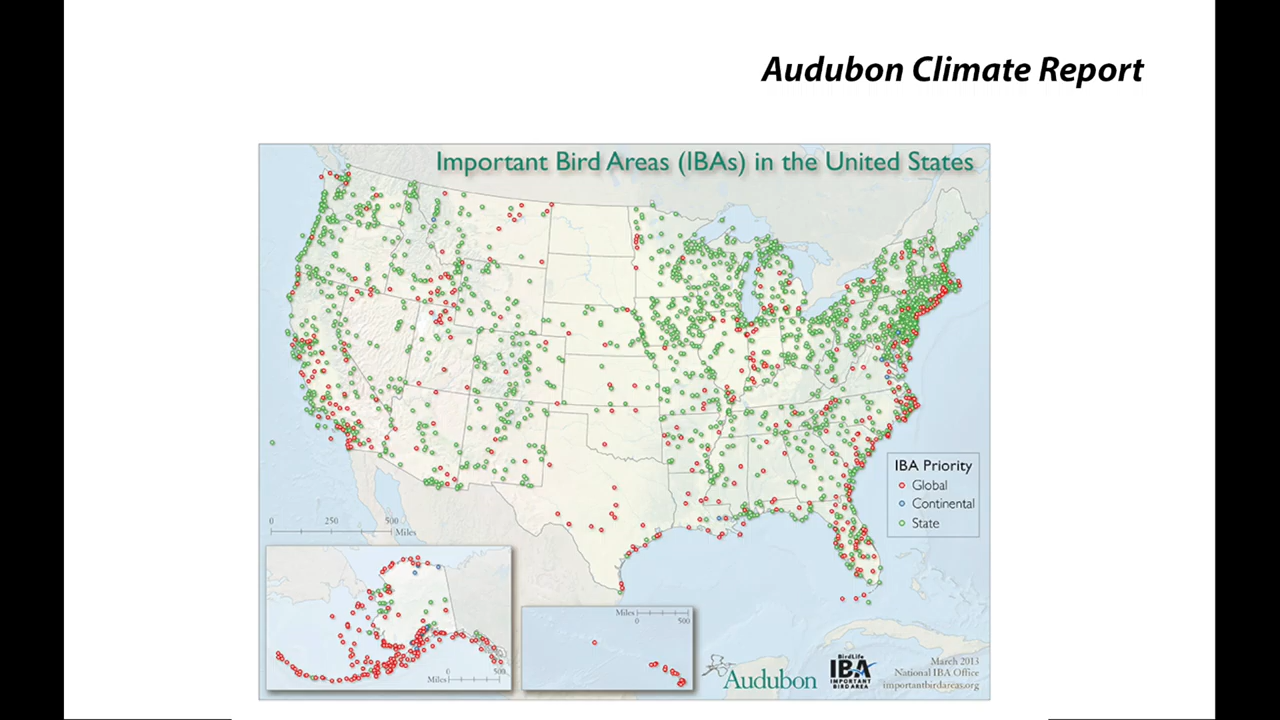 Audubon Climate Report
Important Bird Areas (IBAs) in the United States
IBA Priority
Global
Continental
State
0 250 500
Miles
Miles
0 500
Miles
0 500
Audubon
BirdLife
IBA
IMPORTANT
BIRD AREA
March 2013
National IBA Office
importantbirdareas.org